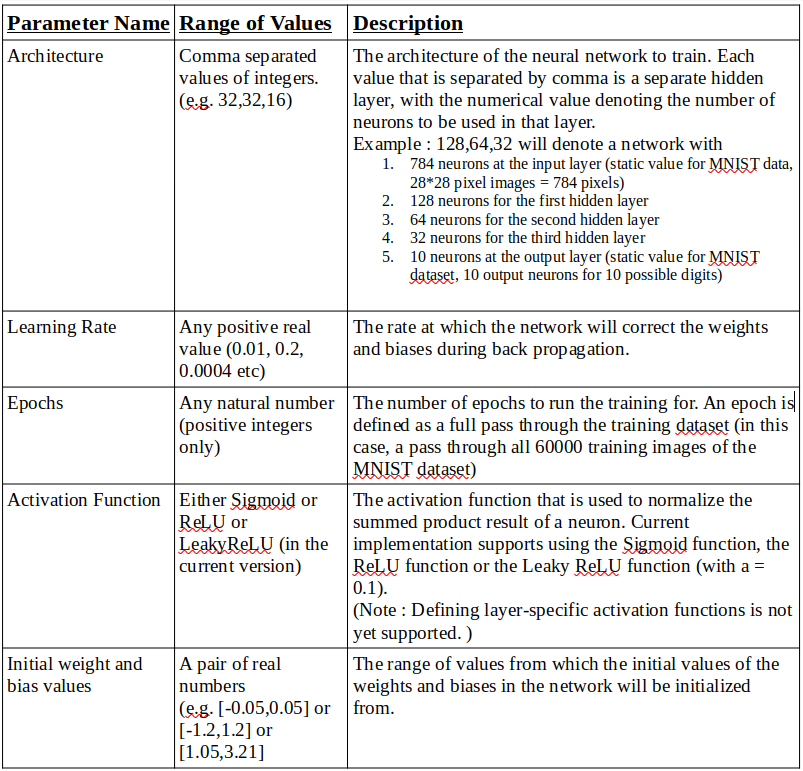 Parameter Name Range of Values Description
Architecture
Comma separated
values of integers.
(e.g. 32,32,16)
The architecture of the neural network to train. Each
value that is separated by comma is a separate hidden
layer, with the numerical value denoting the number of
neurons to be used in that layer.
Example : 128,64,32 will denote a network with
1. 784 neurons at the input layer (static value for MNIST data,
28*28 pixel images = 784 pixels)
2. 128 neurons for the first hidden layer
3. 64 neurons for the second hidden layer
4. 32 neurons for the third hidden layer
5. 10 neurons at the output layer (static value for MNIST
dataset, 10 output neurons for 10 possible digits)
Learning Rate
Any positive real
value (0.01, 0.2,
0.0004 etc)
The rate at which the network will correct the weights
and biases during back propagation.
Epochs
Any natural number
(positive integers
only)
The number of epochs to run the training for. An epoch is
defined as a full pass through the training dataset (in this
case, a pass through all 60000 training images of the
MNIST dataset)
Activation Function
Either Sigmoid or
ReLU or
LeakyReLU (in the
current version)
The activation function that is used to normalize the
summed product result of a neuron. Current
implementation supports using the Sigmoid function, the
ReLU function or the Leaky ReLU function (with a =
0.1).
(Note : Defining layer-specific activation functions is not
yet supported. )
Initial weight and
bias values
A pair of real
numbers
(e.g. [-0.05,0.05] or
[-1.2,1.2] or
[1.05,3.21]
The range of values from which the initial values of the
weights and biases in the network will be initialized
from.